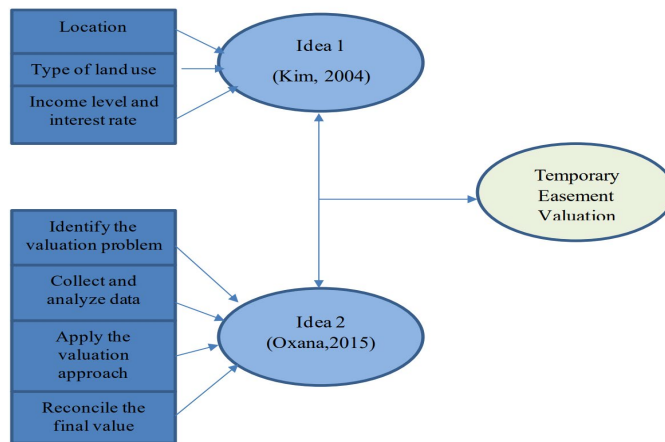 Location
Type of land use
Income level and
interest rate
Idea 1
(Kim, 2004)
Temporary
Easement
Valuation
Identify the
valuation problem
Collect and
analyze data
Apply the
valuation
approach
Reconcile the
final value
Idea 2
(Oxana,2015)